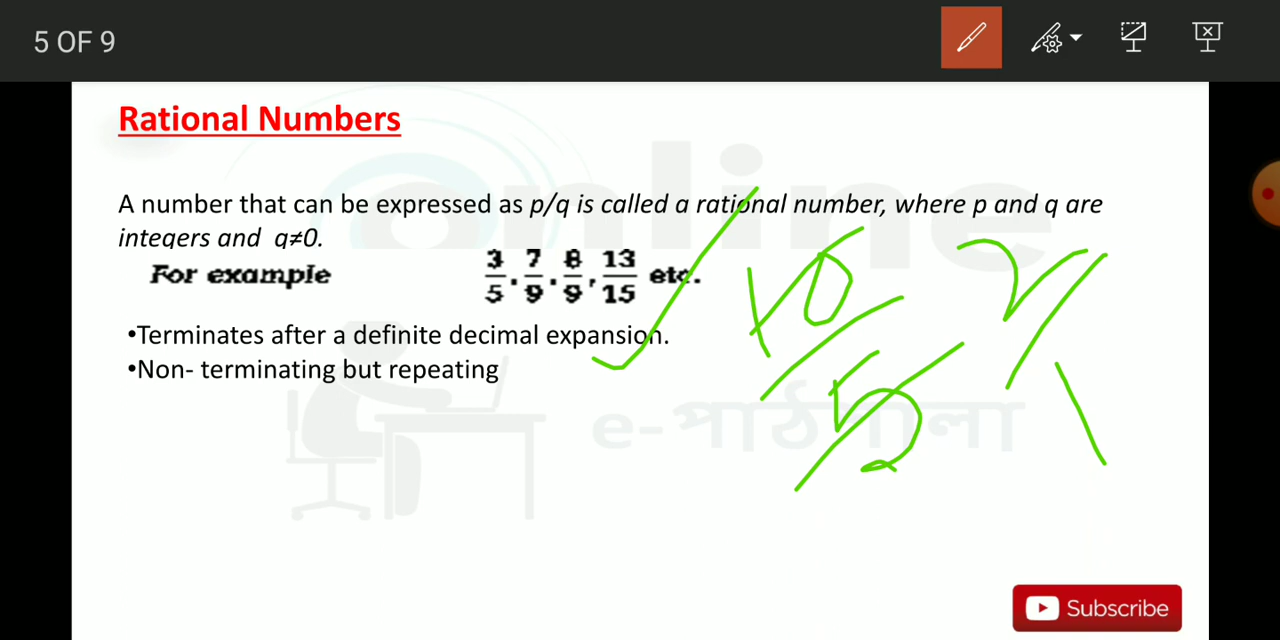 5 OF 9
Rational Numbers
online
A number that can be expressed as p/q is called a rational number, where p and q are
integers and q≠0.
For example 3/5, 7/9, 8/9, 13/15 etc.
•Terminates after a definite decimal expansion.
•Non- terminating but repeating
10/5 2/1
e-পাঠশালা
Subscribe